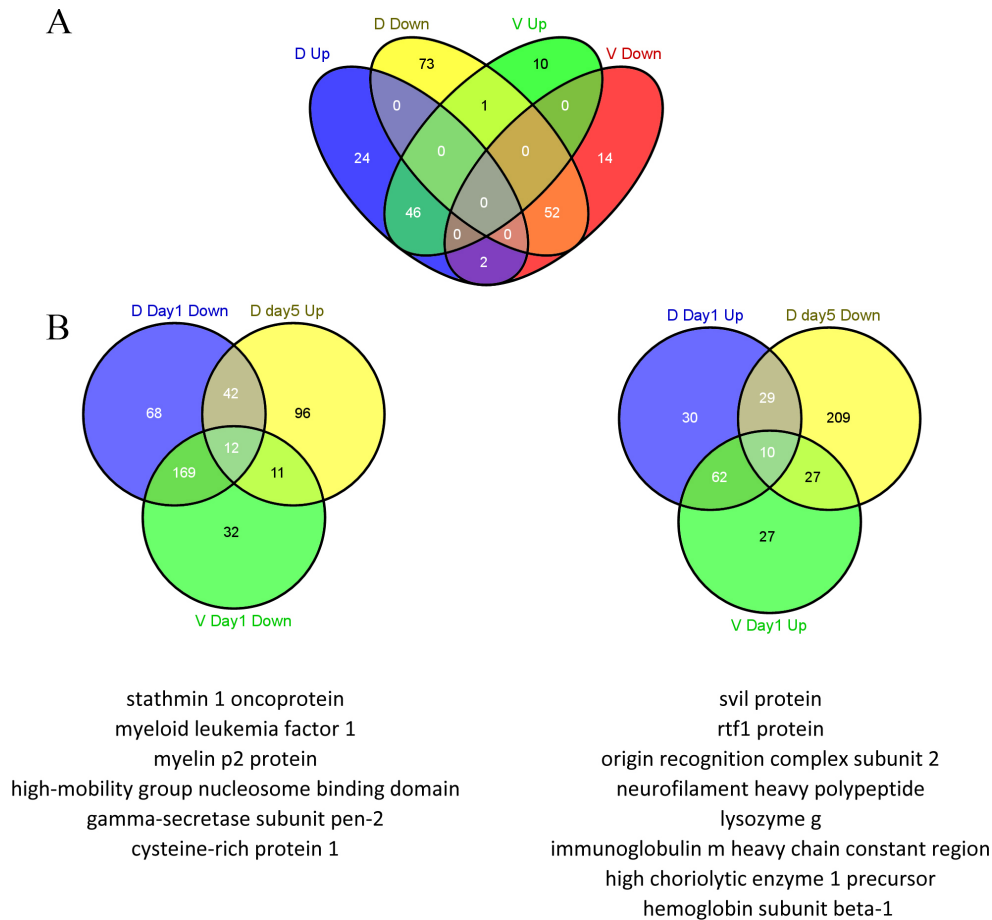 A
D Down
V Up
D Up
V Down
73
10
0
1
0
24
0
0
14
46
0
52
0
0
2
B
D Day1 Down
D day5 Up
42
68
96
12
169
11
32
V Day1 Down
D Day1 Up
D day5 Down
29
30
209
10
62
27
27
V Day1 Up
stathmin 1 oncoprotein
myeloid leukemia factor 1
myelin p2 protein
high-mobility group nucleosome binding domain
gamma-secretase subunit pen-2
cysteine-rich protein 1
svil protein
rtf1 protein
origin recognition complex subunit 2
neurofilament heavy polypeptide
lysozyme g
immunoglobulin m heavy chain constant region
high choriolytic enzyme 1 precursor
hemoglobin subunit beta-1